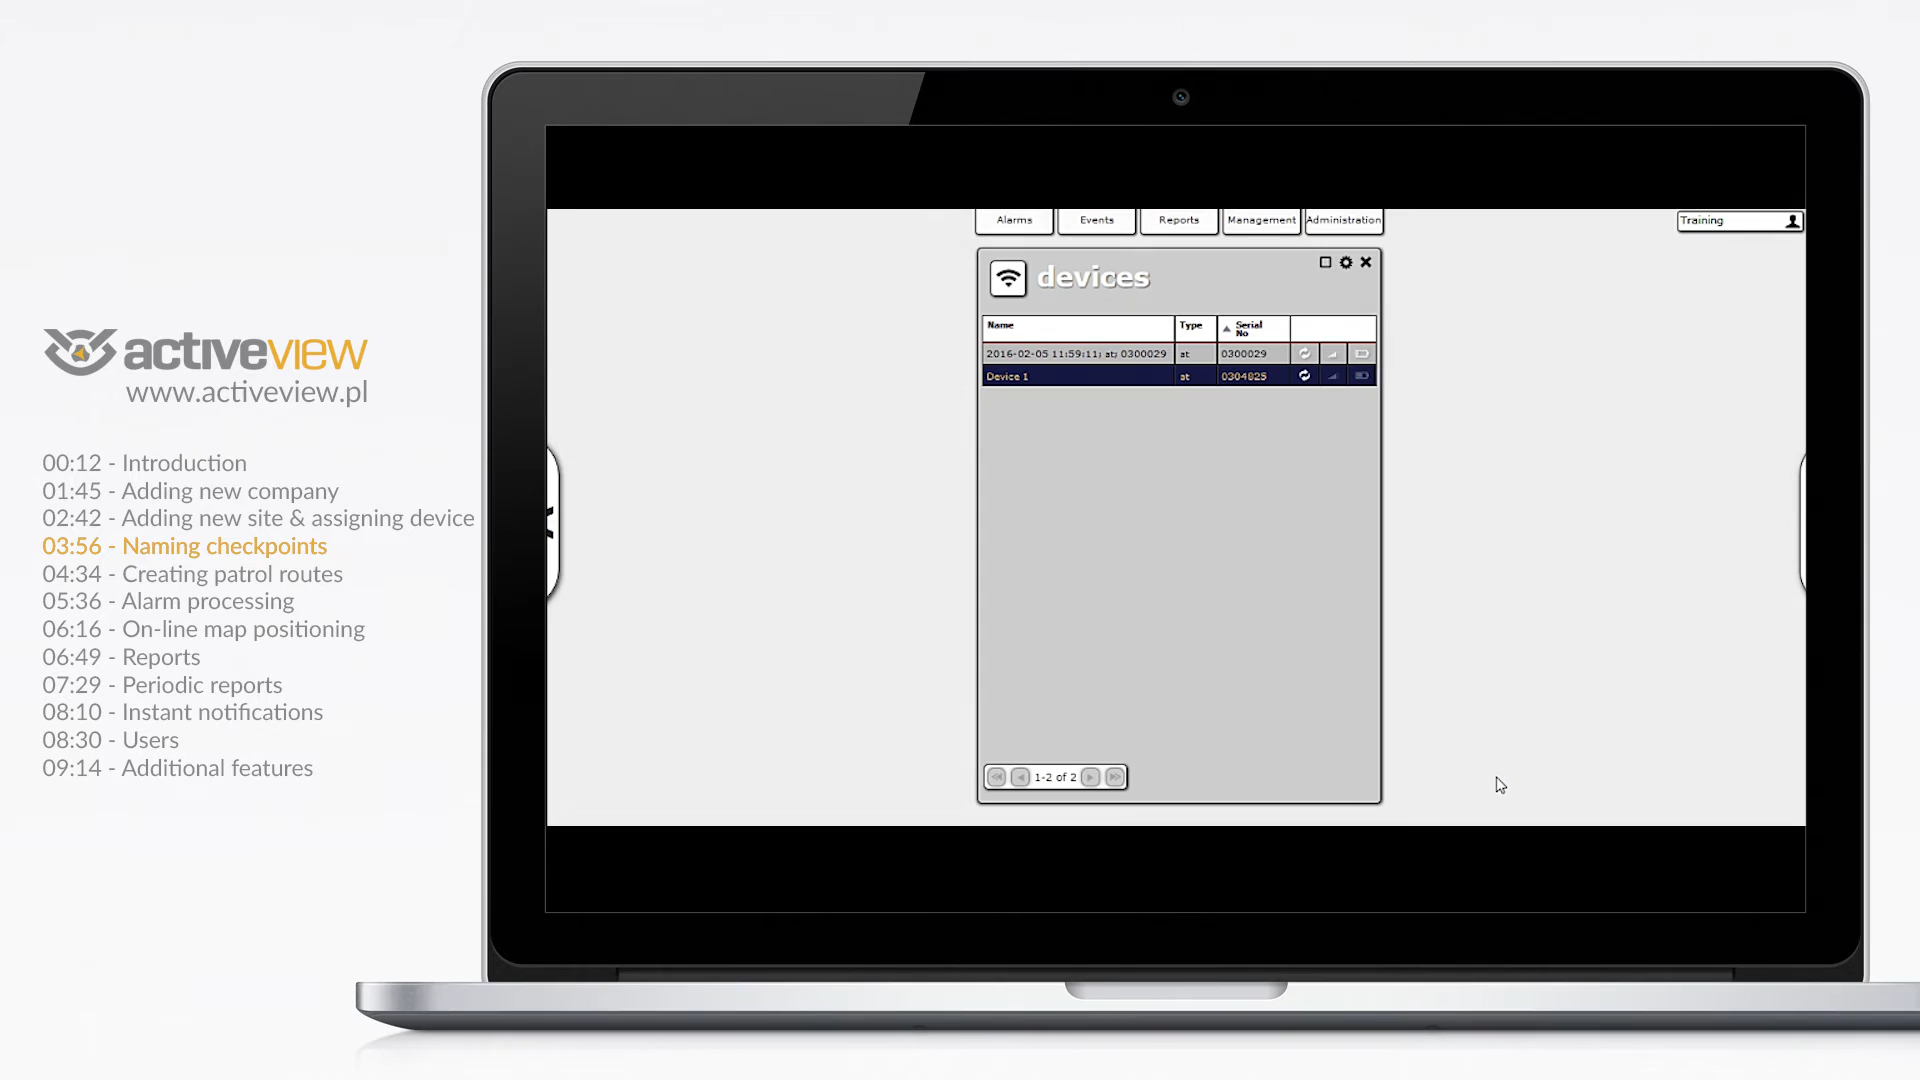 activeview
www.activeview.pl
00:12 - Introduction
01:45 - Adding new company
02:42 - Adding new site & assigning device
03:56 - Naming checkpoints
04:34 - Creating patrol routes
05:36 - Alarm processing
06:16 - On-line map positioning
06:49 - Reports
07:29 - Periodic reports
08:10 - Instant notifications
08:30 - Users
09:14 - Additional features
Alarms Events Reports Management Administration
Training
devices
Name Type Serial No
2016-02-05 11:59:11; at; 0300029 at 0300029
Device 1 at 0304825
1-2 of 2